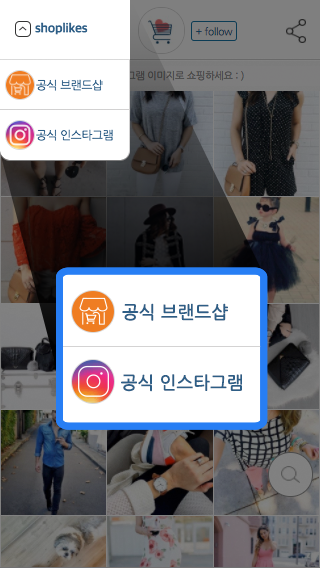 shoplikes
+ follow
공식 브랜드샵
그램 이미지로 쇼핑하세요 : )
공식 인스타그램
공식 브랜드샵
공식 인스타그램